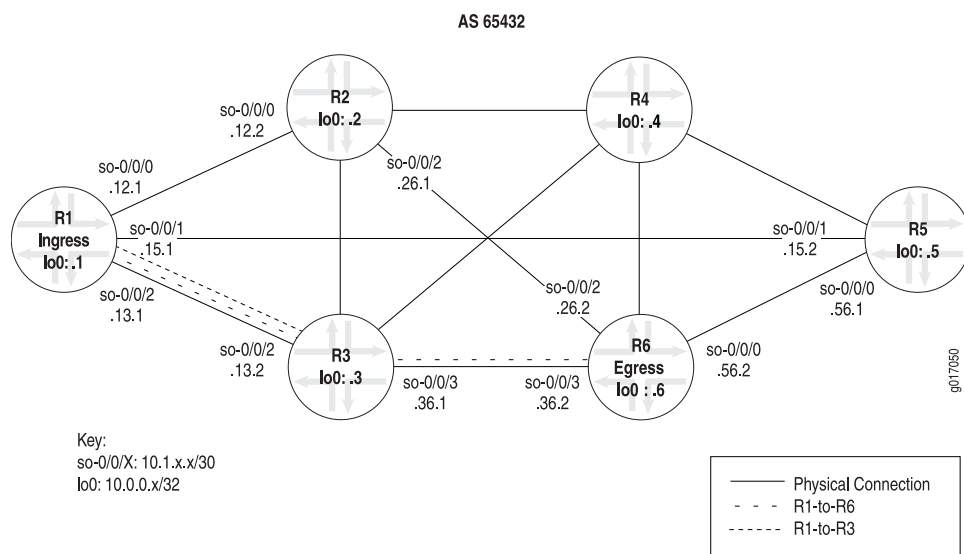 AS 65432
R2
lo0: .2
R4
lo0: .4
so-0/0/0
.12.2
so-0/0/2
.26.1
so-0/0/0
.12.1
R1
Ingress
lo0: .1
so-0/0/1
.15.1
so-0/0/1
.15.2
R5
lo0: .5
so-0/0/2
.13.1
so-0/0/2
.26.2
so-0/0/0
.56.1
so-0/0/2
.13.2
R3
lo0: .3
R6
Egress
lo0 : .6
so-0/0/0
.56.2
so-0/0/3
.36.1
so-0/0/3
.36.2
g017050
Key:
so-0/0/X: 10.1.x.x/30
lo0: 10.0.0.x/32
Physical Connection
R1-to-R6
R1-to-R3